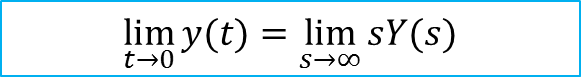 lim y(t) = lim sY(s)
t→0 s→∞